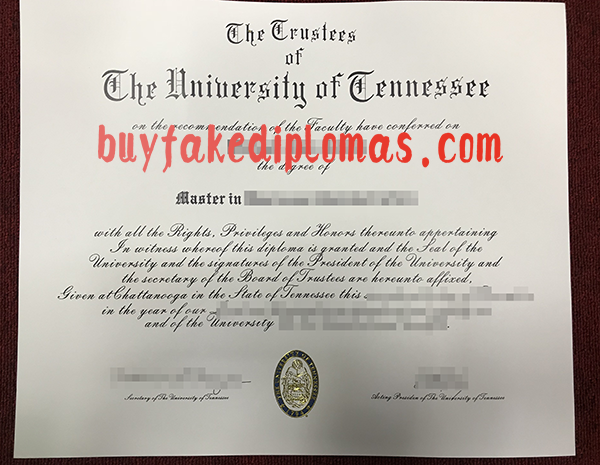 The Trustees
of
The University of Tennessee
on the recommendation of the Faculty have conferred on
buyfakediplomas.com
the degree of
Master in
with all the Rights, Privileges and Honors thereunto appertaining
In witness whereof this diploma is granted and the Seal of the
University and the signatures of the President of the University and
the secretary of the Board of Trustees are hereunto affixed,
Given at Chattanooga in the State of Tennessee this
in the year of our
and of the University
Secretary of The University of Tennessee
Acting Presiden of The University of Tennessee